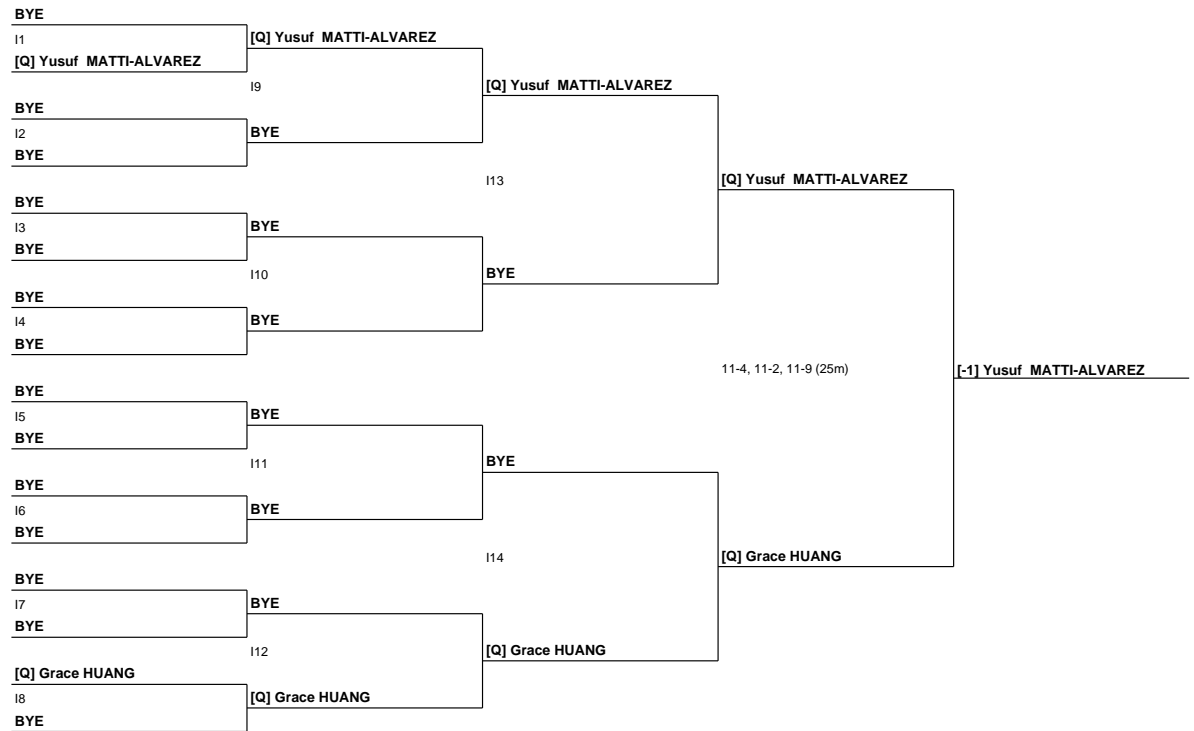 BYE
I1
[Q] Yusuf MATTI-ALVAREZ
[Q] Yusuf MATTI-ALVAREZ
I9
[Q] Yusuf MATTI-ALVAREZ
BYE
I2
BYE
BYE
I13
[Q] Yusuf MATTI-ALVAREZ
BYE
I3
BYE
BYE
I10
BYE
BYE
I4
BYE
BYE
11-4, 11-2, 11-9 (25m)
[-1] Yusuf MATTI-ALVAREZ
BYE
I5
BYE
BYE
I11
BYE
BYE
I6
BYE
BYE
I14
[Q] Grace HUANG
BYE
I7
BYE
BYE
I12
[Q] Grace HUANG
[Q] Grace HUANG
I8
BYE
[Q] Grace HUANG